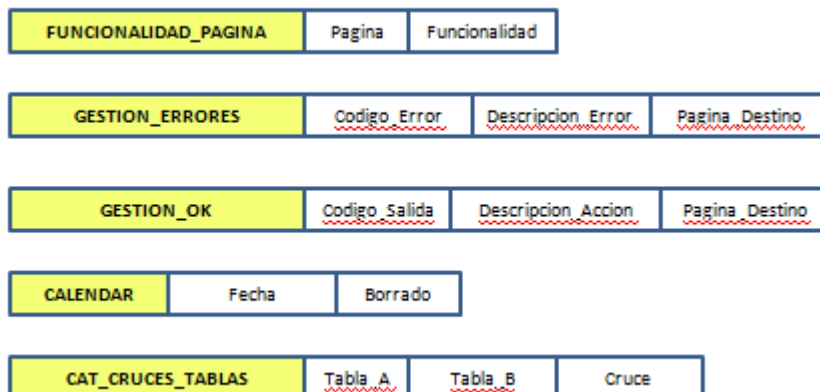 FUNCIONALIDAD_PAGINA Pagina Funcionalidad
GESTION_ERRORES Codigo_Error Descripcion_Error Pagina_Destino
GESTION_OK Codigo_Salida Descripcion_Accion Pagina_Destino
CALENDAR Fecha Borrado
CAT_CRUCES_TABLAS Tabla_A Tabla_B Cruce